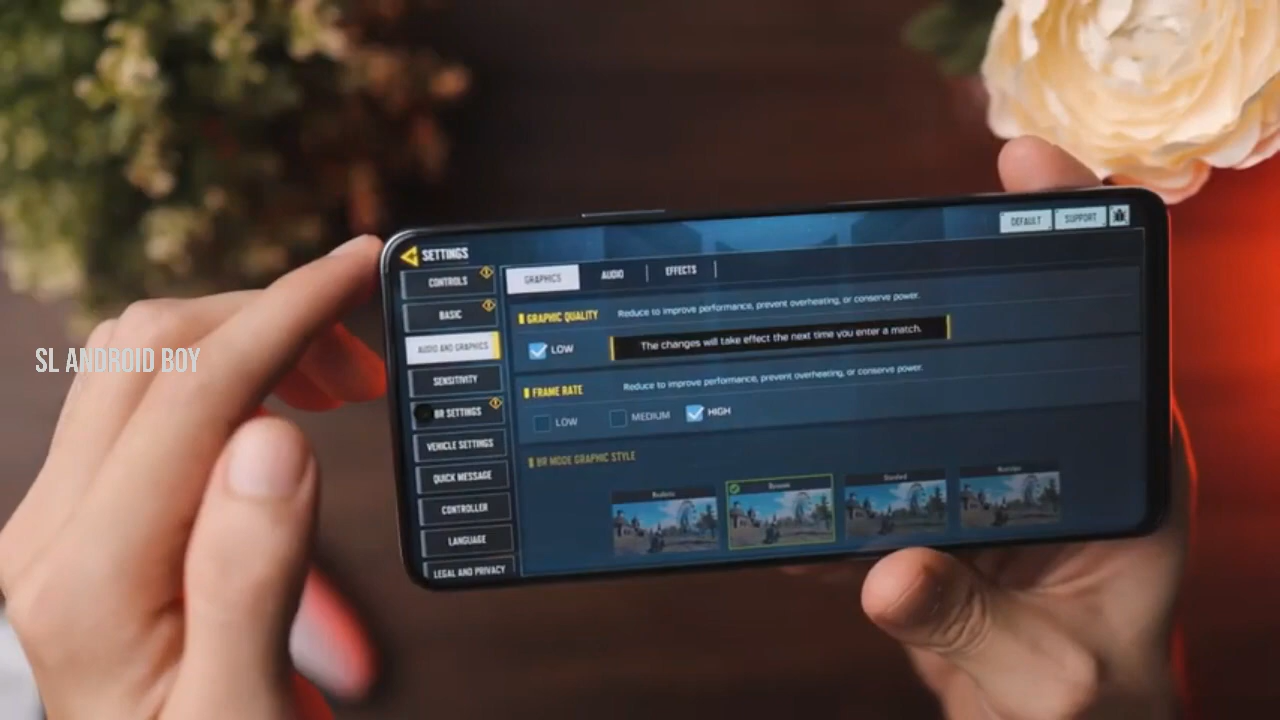 SETTINGS
DEFAULT
SUPPORT
CONTROLS
BASIC
AUDIO AND GRAPHICS
SENSITIVITY
BR SETTINGS
VEHICLE SETTINGS
QUICK MESSAGE
CONTROLLER
LANGUAGE
LEGAL AND PRIVACY
GRAPHICS
AUDIO
EFFECTS
GRAPHIC QUALITY
Reduce to improve performance, prevent overheating, or conserve power.
LOW
The changes will take effect the next time you enter a match.
FRAME RATE
Reduce to improve performance, prevent overheating, or conserve power.
LOW
MEDIUM
HIGH
BR MODE GRAPHIC STYLE
Realistic
Standard
SL ANDROID BOY